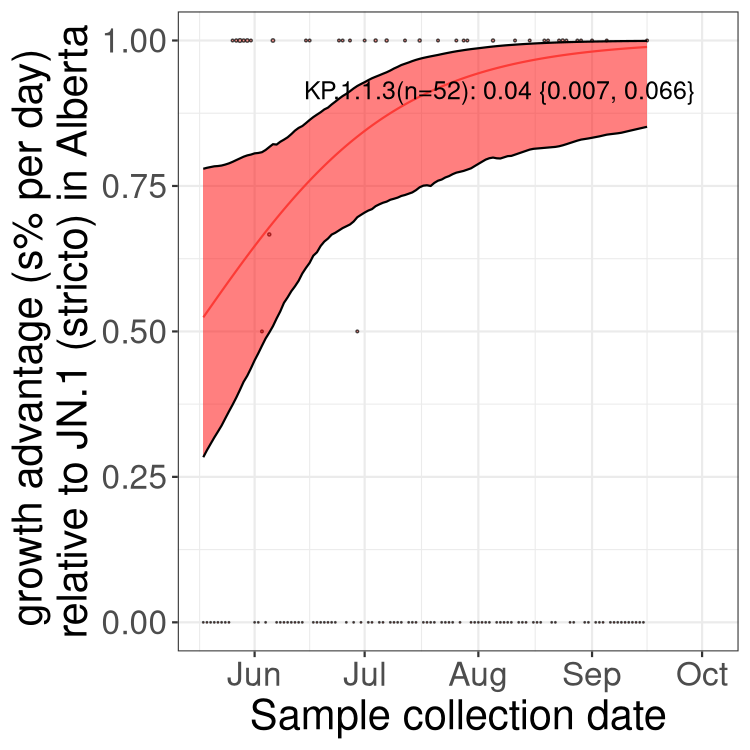 growth advantage (s% per day)
relative to JN.1 (stricto) in Alberta
1.00
0.75
0.50
0.25
0.00
KP.1.1.3(n=52): 0.04 {0.007, 0.066}
Jun Jul Aug Sep Oct
Sample collection date